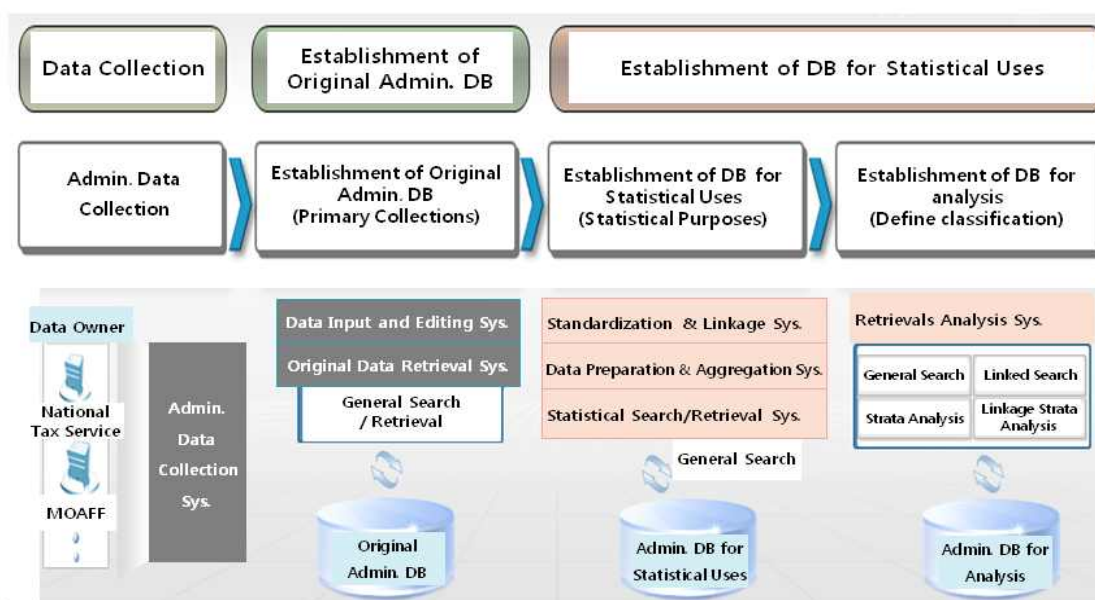 Data Collection
Establishment of
Original Admin. DB
Establishment of DB for Statistical Uses
Admin. Data
Collection
Establishment of Original
Admin. DB
(Primary Collections)
Establishment of DB for
Statistical Uses
(Statistical Purposes)
Establishment of DB for
analysis
(Define classification)
Data Owner
National
Tax Service
MOAFF
Admin.
Data
Collection
Sys.
Data Input and Editing Sys.
Original Data Retrieval Sys.
General Search
/ Retrieval
Original
Admin. DB
Standardization & Linkage Sys.
Data Preparation & Aggregation Sys.
Statistical Search/Retrieval Sys.
General Search
Admin. DB for
Statistical Uses
Retrievals Analysis Sys.
General Search
Linked Search
Strata Analysis
Linkage Strata
Analysis
Admin. DB for
Analysis